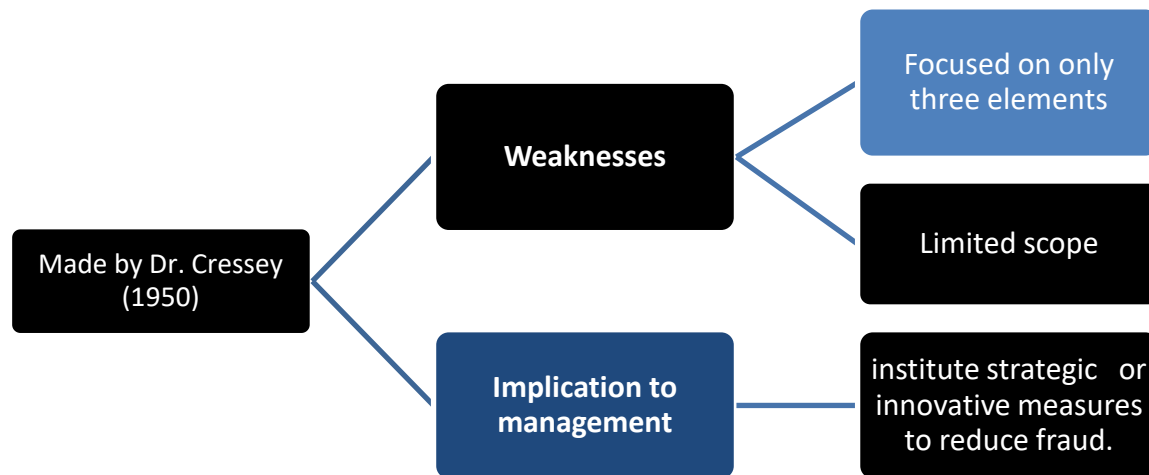 Made by Dr. Cressey
(1950)
Weaknesses
Focused on only
three elements
Limited scope
Implication to
management
institute strategic or
innovative measures
to reduce fraud.